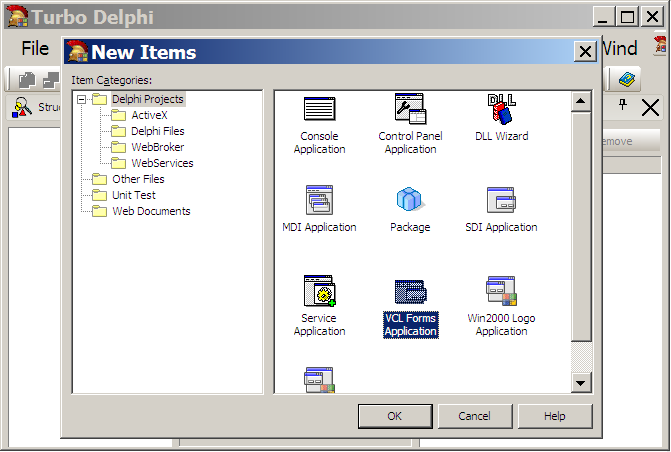 Turbo Delphi
File
Wind
New Items
Item Categories:
Stru
emove
Delphi Projects
ActiveX
Delphi Files
WebBroker
WebServices
Other Files
Unit Test
Web Documents
Console
Application
Control Panel
Application
DLL
DLL Wizard
MDI Application
Package
SDI Application
Service
Application
VCL Forms
Application
Win2000 Logo
Application
OK
Cancel
Help